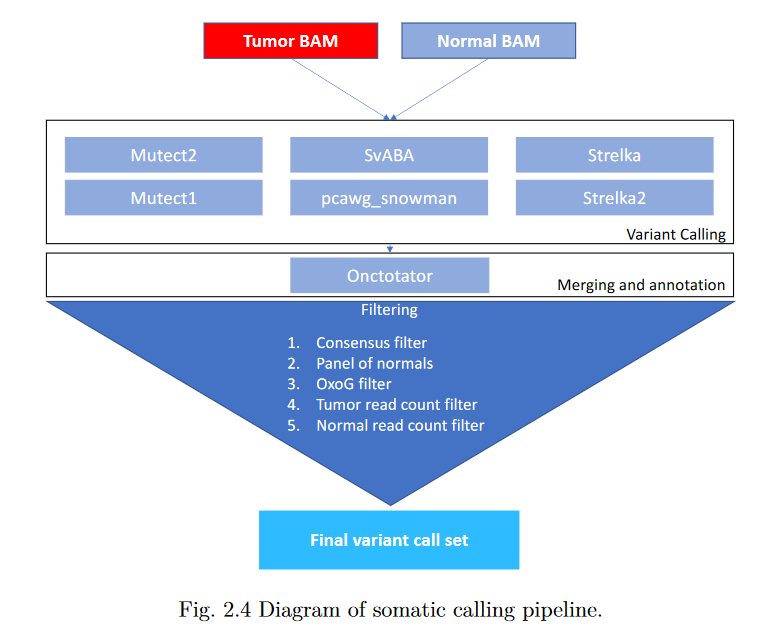 Tumor BAM
Normal BAM
Mutect2
SvABA
Strelka
Mutect1
pcawg_snowman
Strelka2
Variant Calling
Onctotator
Merging and annotation
Filtering
1. Consensus filter
2. Panel of normals
3. OxoG filter
4. Tumor read count filter
5. Normal read count filter
Final variant call set
Fig. 2.4 Diagram of somatic calling pipeline.